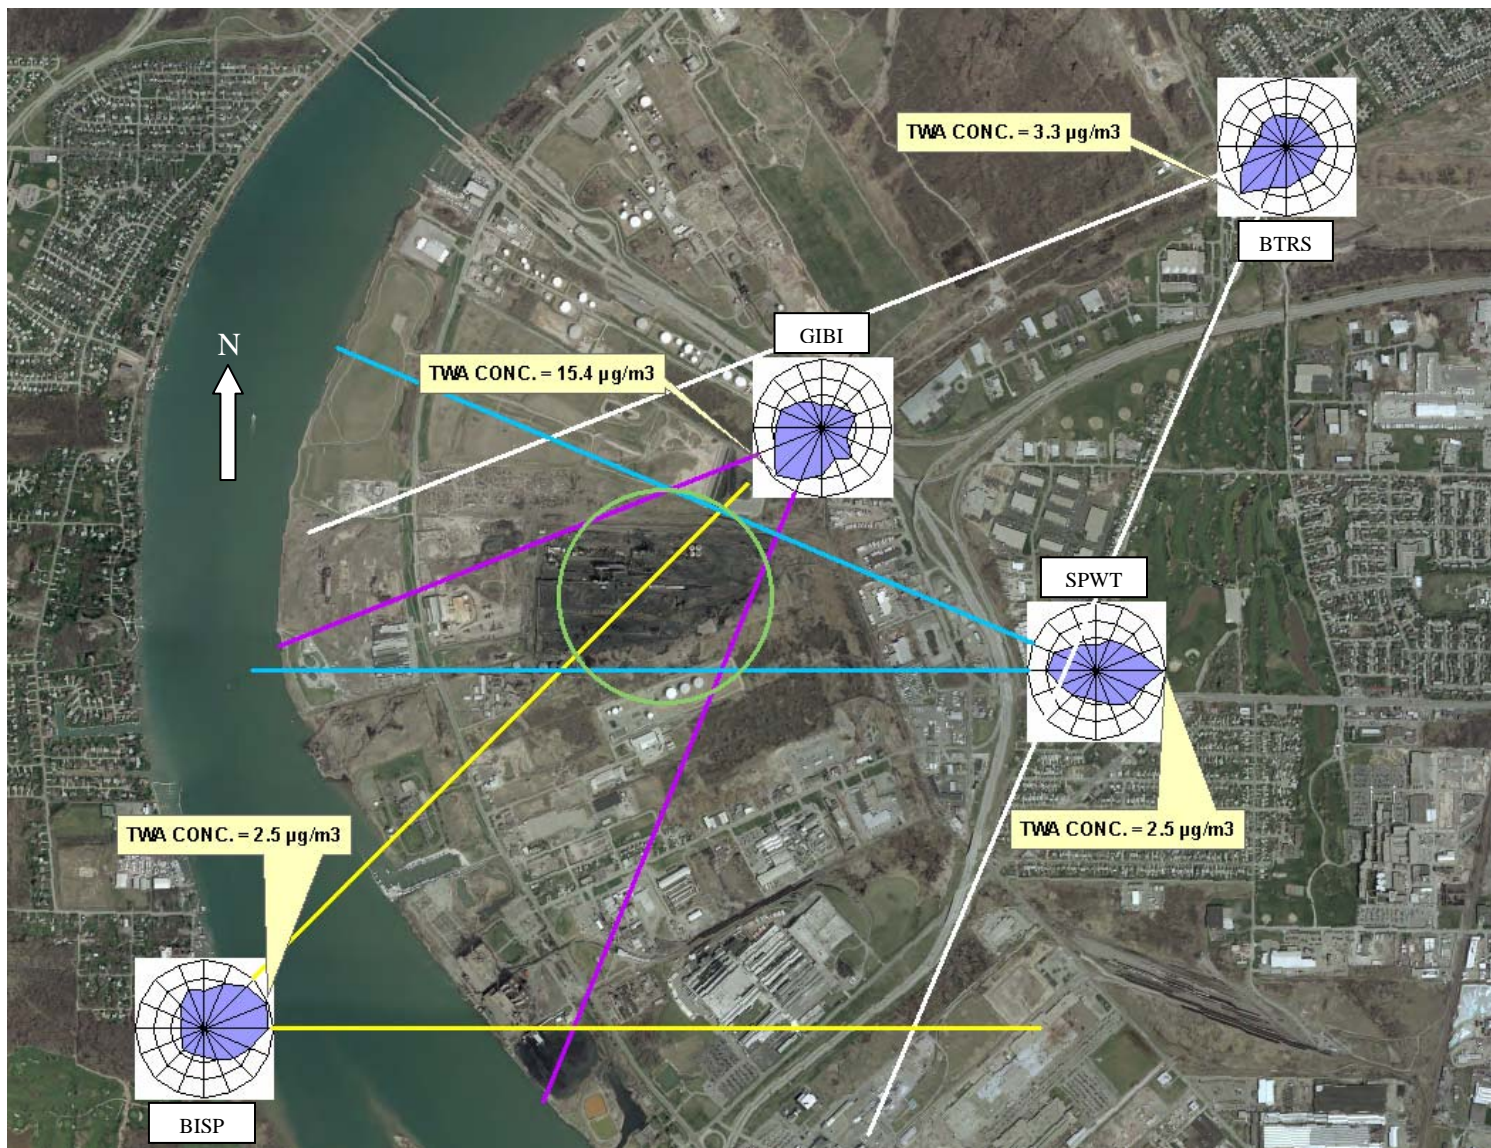 TWA CONC. = 3.3 µg/m3
BTRS
GIBI
N
TWA CONC. = 15.4 µg/m3
SPWT
TWA CONC. = 2.5 µg/m3
TWA CONC. = 2.5 µg/m3
BISP